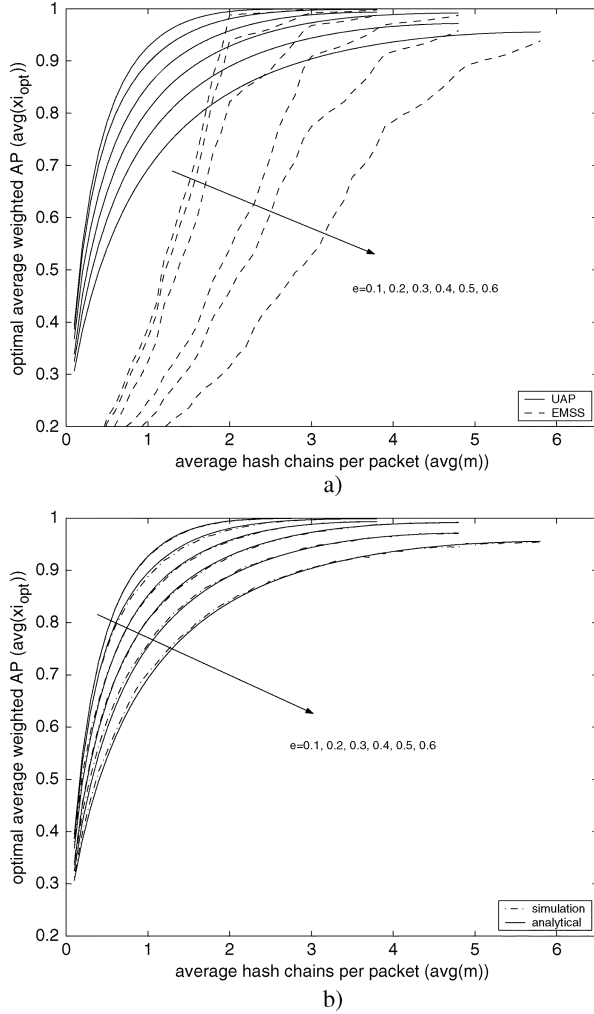 1
0.9
0.8
0.7
0.6
0.5
0.4
0.3
0.2
optimal average weighted AP (avg(xi_opt))
e=0.1, 0.2, 0.3, 0.4, 0.5, 0.6
UAP
EMSS
0 1 2 3 4 5 6
average hash chains per packet (avg(m))
a)
1
0.9
0.8
0.7
0.6
0.5
0.4
0.3
0.2
optimal average weighted AP (avg(xi_opt))
e=0.1, 0.2, 0.3, 0.4, 0.5, 0.6
simulation
analytical
0 1 2 3 4 5 6
average hash chains per packet (avg(m))
b)